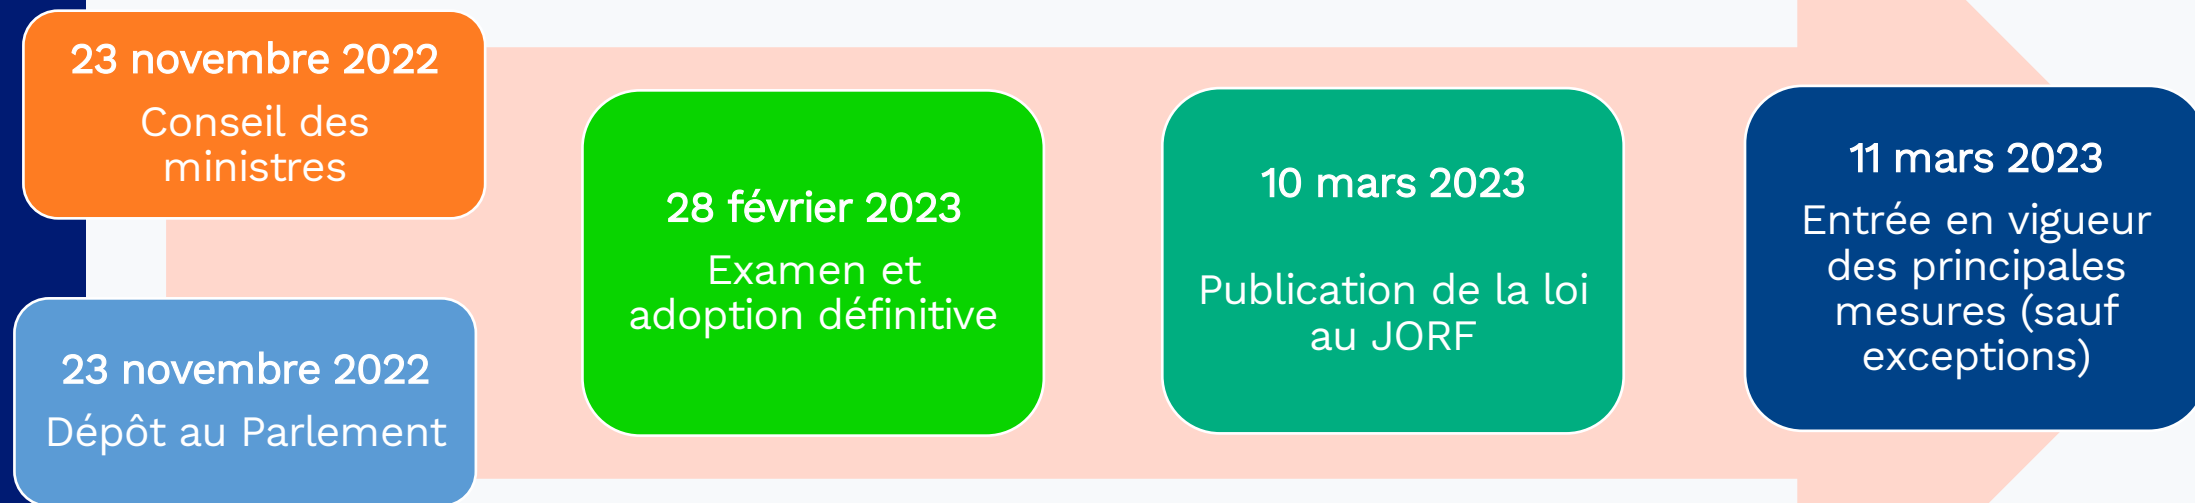 23 novembre 2022
Conseil des
ministres
23 novembre 2022
Dépôt au Parlement
28 février 2023
Examen et
adoption définitive
10 mars 2023
Publication de la loi
au JORF
11 mars 2023
Entrée en vigueur
des principales
mesures (sauf
exceptions)